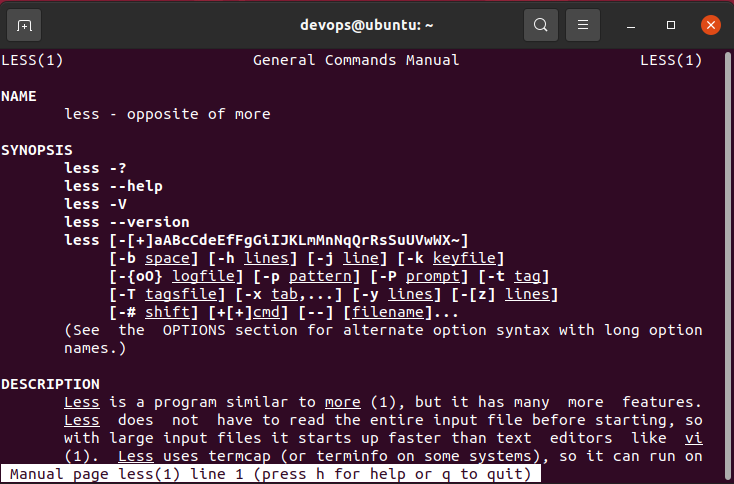 devops@ubuntu: ~
LESS(1) General Commands Manual LESS(1)
NAME
less - opposite of more
SYNOPSIS
less -?
less --help
less -V
less --version
less [-[+]aABcCdeEfFgGiIJKLmMnNqQrRsSuUVwWX~]
[-b space] [-h lines] [-j line] [-k keyfile]
[-{oO} logfile] [-p pattern] [-P prompt] [-t tag]
[-T tagsfile] [-x tab,...] [-y lines] [-[z] lines]
[-# shift] [+[+]cmd] [--] [filename]...
(See the OPTIONS section for alternate option syntax with long option
names.)
DESCRIPTION
Less is a program similar to more (1), but it has many more features.
Less does not have to read the entire input file before starting, so
with large input files it starts up faster than text editors like vi
(1). Less uses termcap (or terminfo on some systems), so it can run on
Manual page less(1) line 1 (press h for help or q to quit)